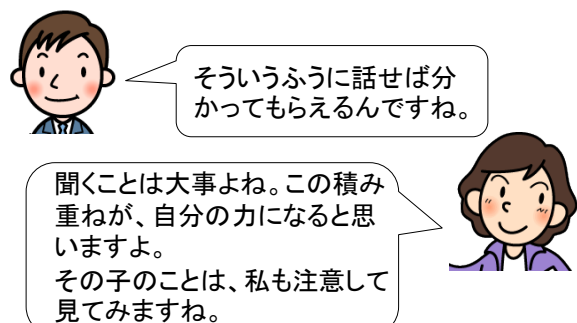 そういうふうに話せば分
かってもらえるんですね。
聞くことは大事よね。この積み
重ねが、自分の力になると思
いますよ。
その子のことは、私も注意して
見てみますね。